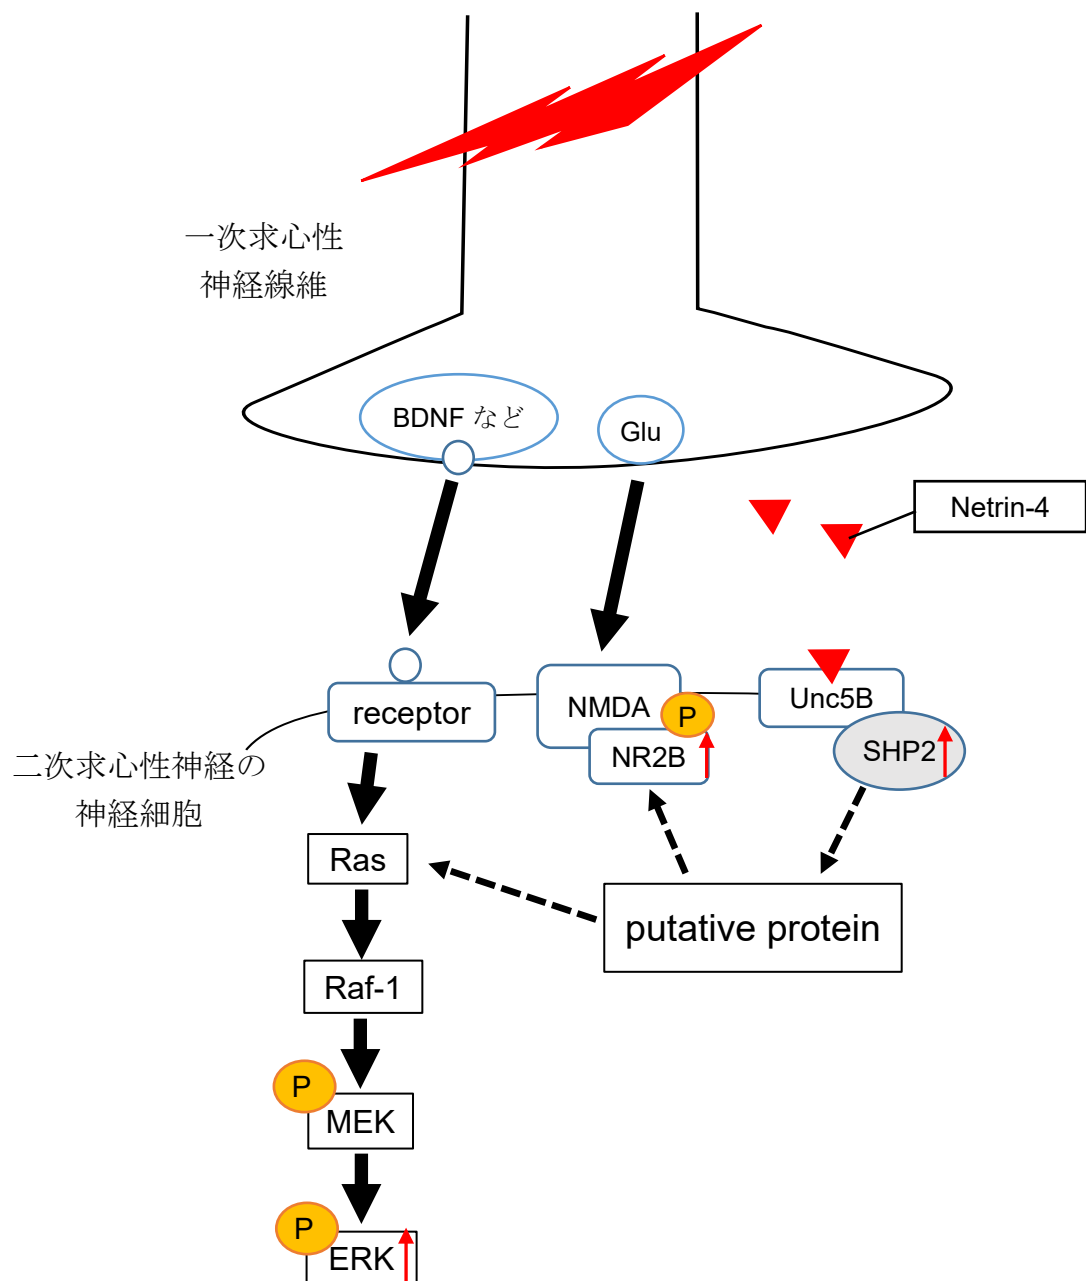 一次求心性
神経線維
BDNF など
Glu
Netrin-4
receptor
NMDA
P
NR2B
Unc5B
SHP2
二次求心性神経の
神経細胞
Ras
putative protein
Raf-1
P
MEK
P
ERK